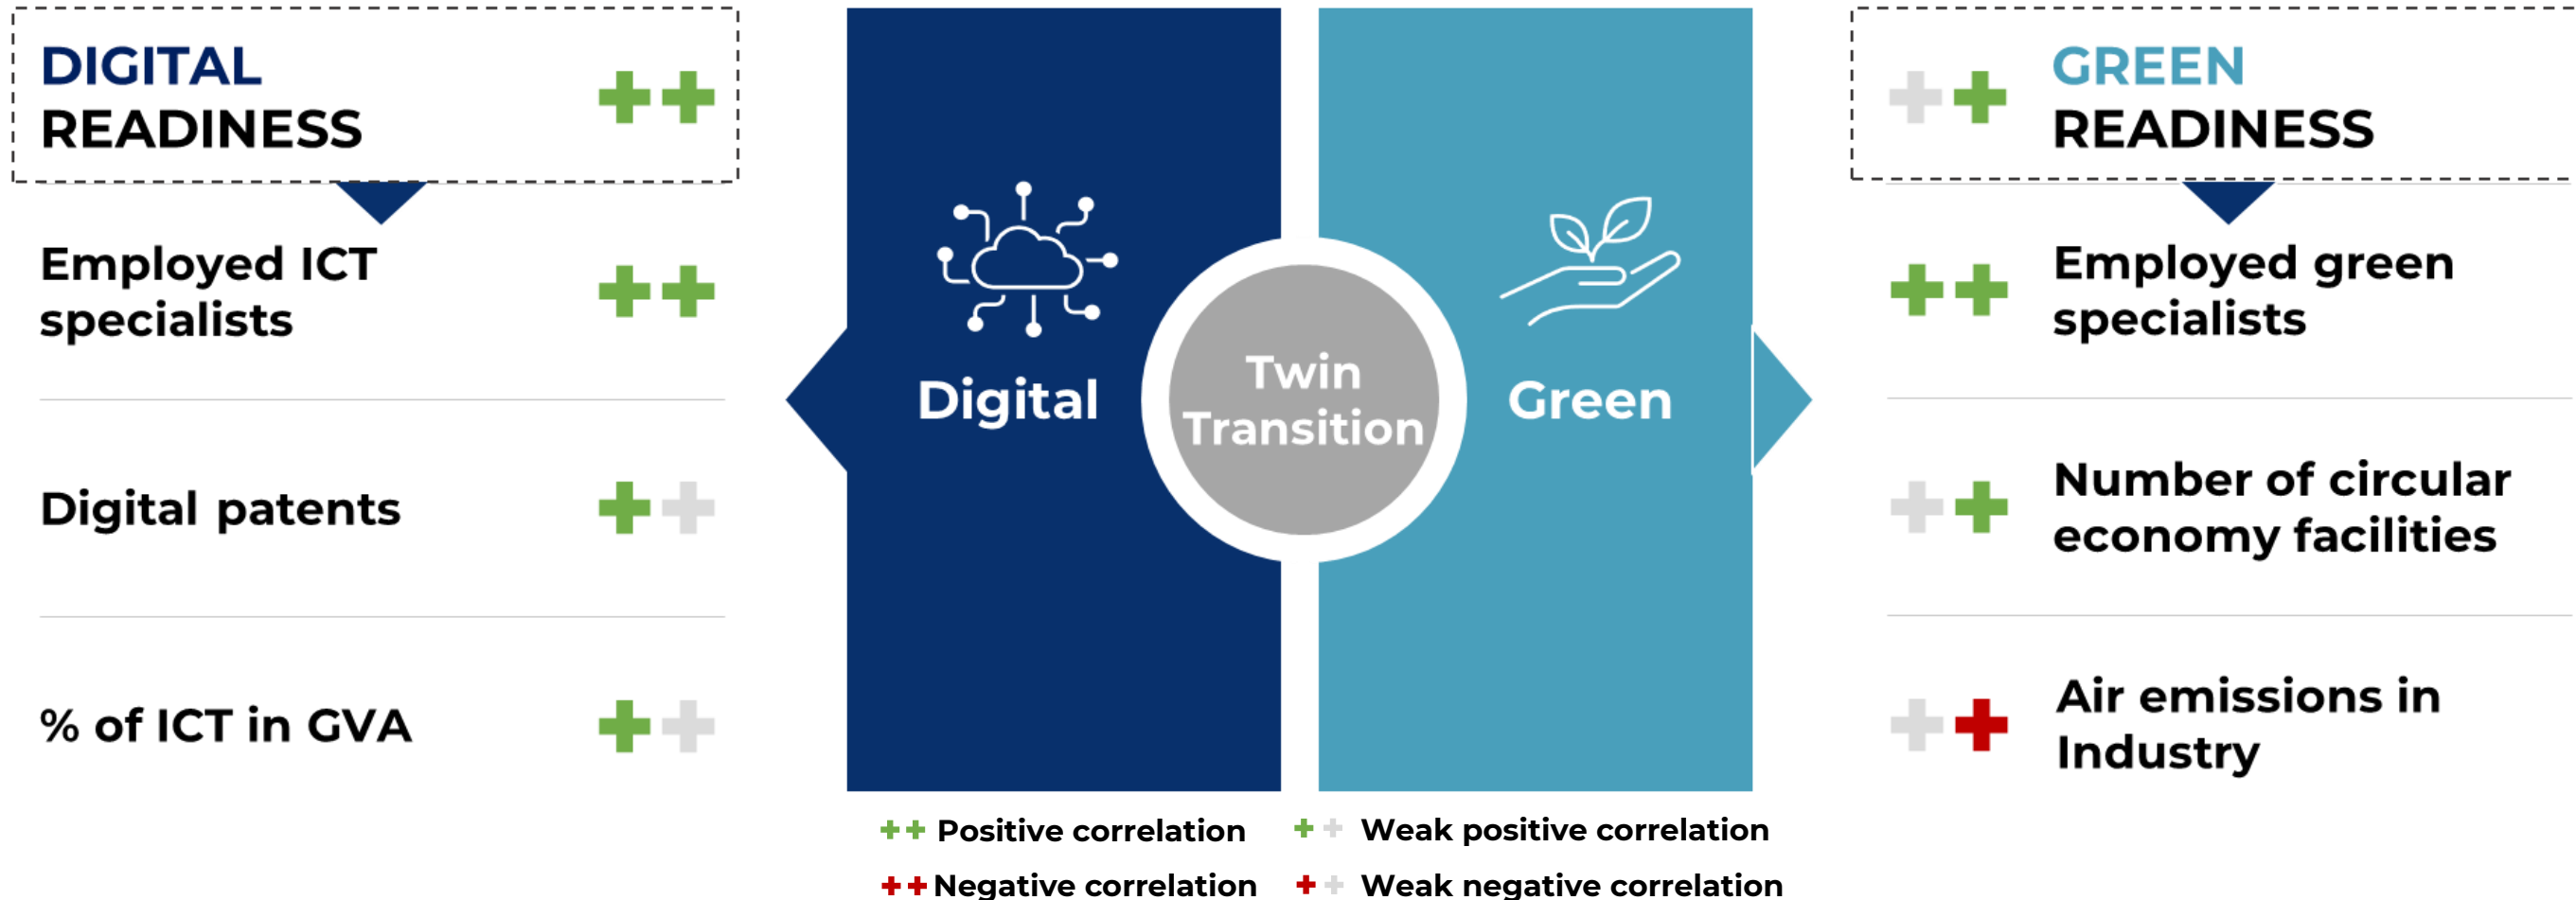 DIGITAL
READINESS
Employed ICT
specialists
Digital patents
% of ICT in GVA
Digital
Twin
Transition
Green
GREEN
READINESS
Employed green
specialists
Number of circular
economy facilities
Air emissions in
Industry
++ Positive correlation
++ Weak positive correlation
++ Negative correlation
++ Weak negative correlation